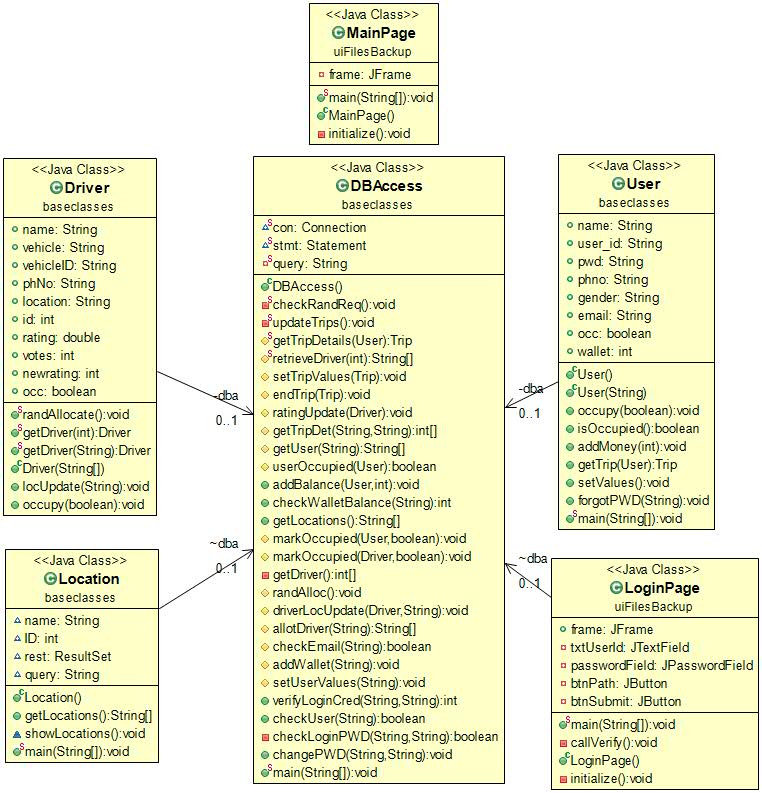 <<Java Class>>
MainPage
uiFilesBackup
frame: JFrame
main(String[]):void
MainPage()
initialize():void
<<Java Class>>
Driver
baseclasses
name: String
vehicle: String
vehicleID: String
phNo: String
location: String
id: int
rating: double
votes: int
newrating: int
occ: boolean
randAllocate():void
getDriver(int):Driver
getDriver(String):Driver
Driver(String[])
locUpdate(String):void
occupy(boolean):void
<<Java Class>>
DBAccess
baseclasses
con: Connection
stmt: Statement
query: String
DBAccess()
checkRandReq():void
updateTrips():void
getTripDetails(User):Trip
retrieveDriver(int):String[]
setTripValues(Trip):void
endTrip(Trip):void
ratingUpdate(Driver):void
getTripDet(String,String):int[]
getUser(String):String[]
userOccupied(User):boolean
addBalance(User,int):void
checkWalletBalance(String):int
getLocations():String[]
markOccupied(User,boolean):void
markOccupied(Driver,boolean):void
getDriver():int[]
randAlloc():void
driverLocUpdate(Driver,String):void
allotDriver(String):String[]
checkEmail(String):boolean
addWallet(String):void
setUserValues(String):void
verifyLoginCred(String,String):int
checkUser(String):boolean
checkLoginPWD(String,String):boolean
changePWD(String,String):void
main(String[]):void
<<Java Class>>
User
baseclasses
name: String
user_id: String
pwd: String
phno: String
gender: String
email: String
occ: boolean
wallet: int
User()
User(String)
occupy(boolean):void
isOccupied():boolean
addMoney(int):void
getTrip(User):Trip
setValues():void
forgotPWD(String):void
main(String[]):void
~dba
0..1
~dba
0..1
~dba
0..1
~dba
0..1
<<Java Class>>
Location
baseclasses
name: String
ID: int
rest: ResultSet
query: String
Location()
getLocations():String[]
showLocations():void
main(String[]):void
<<Java Class>>
LoginPage
uiFilesBackup
frame: JFrame
txtUserId: JTextField
passwordField: JPasswordField
btnPath: JButton
btnSubmit: JButton
main(String[]):void
callVerify():void
LoginPage()
initialize():void